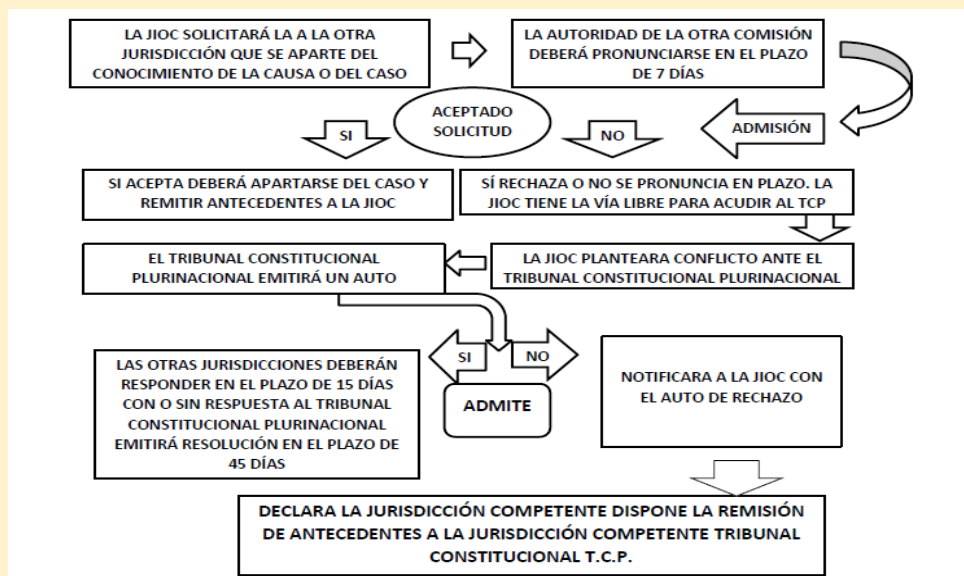 LA JIOC SOLICITARÁ LA A LA OTRA
JURISDICCIÓN QUE SE APARTE DEL
CONOCIMIENTO DE LA CAUSA O DEL CASO
LA AUTORIDAD DE LA OTRA COMISIÓN
DEBERÁ PRONUNCIARSE EN EL PLAZO
DE 7 DÍAS
ACEPTADO
SOLICITUD
SI
NO
ADMISIÓN
SI ACEPTA DEBERÁ APARTARSE DEL CASO Y
REMITIR ANTECEDENTES A LA JIOC
SÍ RECHAZA O NO SE PRONUNCIA EN PLAZO. LA
JIOC TIENE LA VÍA LIBRE PARA ACUDIR AL TCP
EL TRIBUNAL CONSTITUCIONAL
PLURINACIONAL EMITIRÁ UN AUTO
LA JIOC PLANTEARA CONFLICTO ANTE EL
TRIBUNAL CONSTITUCIONAL PLURINACIONAL
SI
NO
ADMITE
LAS OTRAS JURISDICCIONES DEBERÁN
RESPONDER EN EL PLAZO DE 15 DÍAS
CON O SIN RESPUESTA AL TRIBUNAL
CONSTITUCIONAL PLURINACIONAL
EMITIRÁ RESOLUCIÓN EN EL PLAZO DE
45 DÍAS
NOTIFICARA A LA JIOC CON
EL AUTO DE RECHAZO
DECLARA LA JURISDICCIÓN COMPETENTE DISPONE LA REMISIÓN
DE ANTECEDENTES A LA JURISDICCIÓN COMPETENTE TRIBUNAL
CONSTITUCIONAL T.C.P.